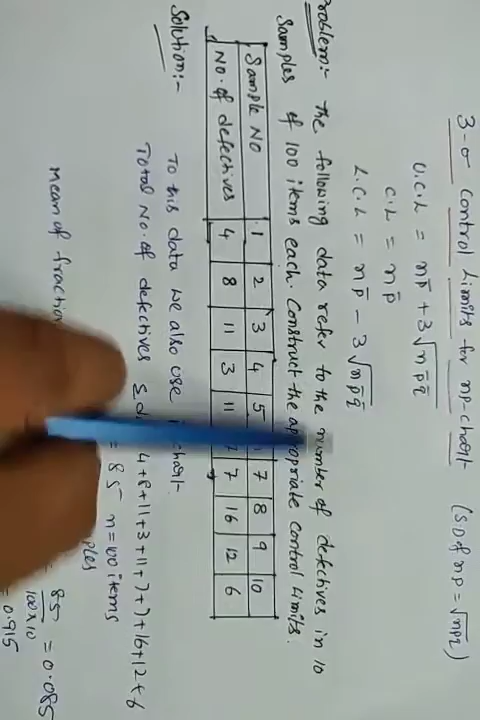 3-σ Control Limits for np-chart (SD of np = √npq̄)
U.C.L = np̄ + 3√np̄q̄
C.L = np̄
L.C.L = np̄ - 3√np̄q̄
Problem:- The following data refer to the number of defectives in 10
Samples of 100 items each. Construct the appropriate Control Limits.
Sample No 1 2 3 4 5 7 8 9 10
No. of defectives 4 8 11 3 11 7 16 12 6
Solution:- To this data we also use chart
Total No. of defectives Σd 4+8+11+3+11+7+7+16+12+6
= 85 n=100 items
mean of fraction 85/100×10 = 0.085
= 0.915